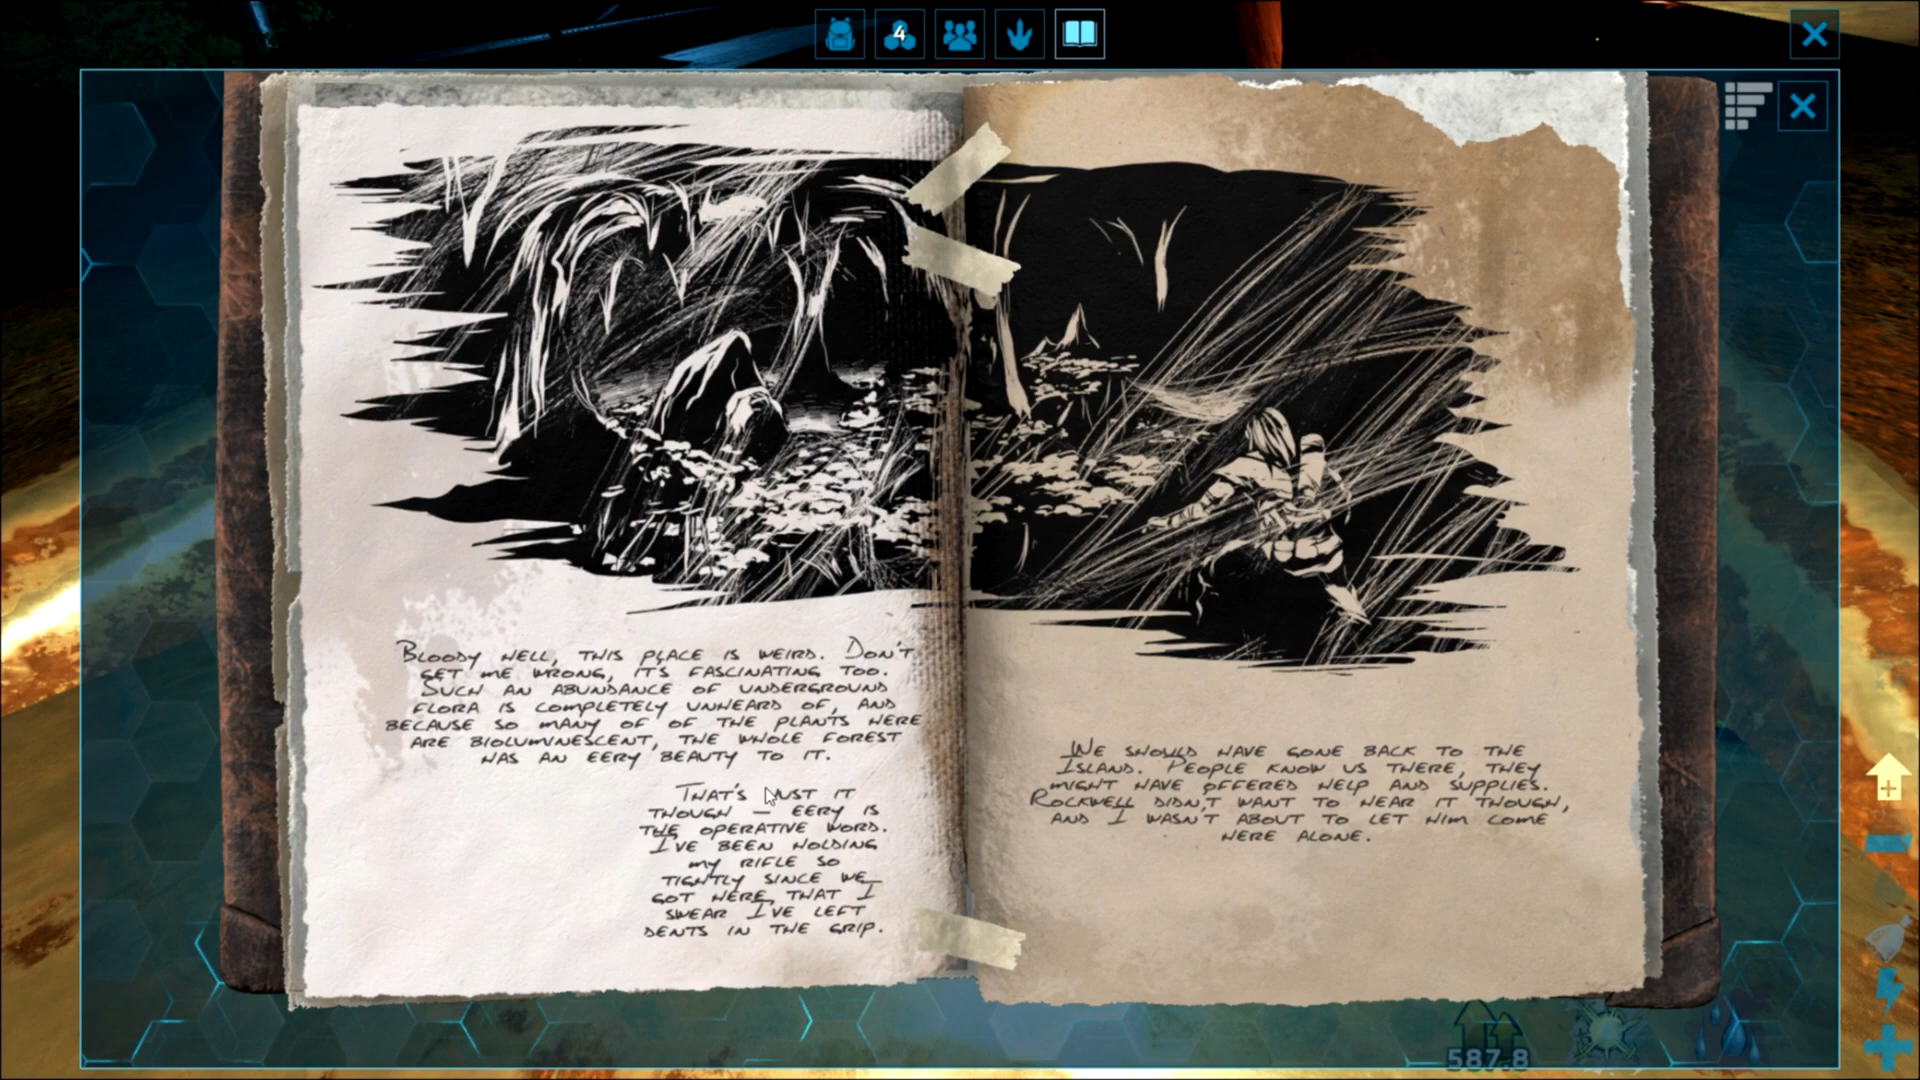 4
Bloody hell, this place is weird. Don't
get me wrong, it's fascinating too.
Such an abundance of underground
flora is completely unheard of, and
because so many of of the plants here
are bioluminescent, the whole forest
has an eery beauty to it.
That's just it
though – eery is
the operative word.
I've been holding
my rifle so
tightly since we
got here, that I
swear I've left
dents in the grip.
We should have gone back to the
Island. People know us there, they
might have offered help and supplies.
Rockwell didn't want to hear it though,
and I wasn't about to let him come
here alone.
587.8